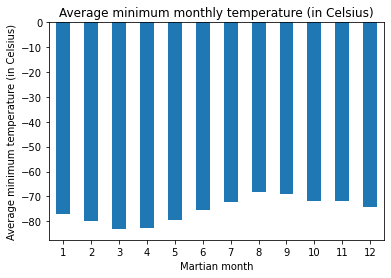 Average minimum monthly temperature (in Celsius)
0
−10
−20
−30
−40
−50
−60
−70
−80
Average minimum temperature (in Celsius)
1 2 3 4 5 6 7 8 9 10 11 12
Martian month